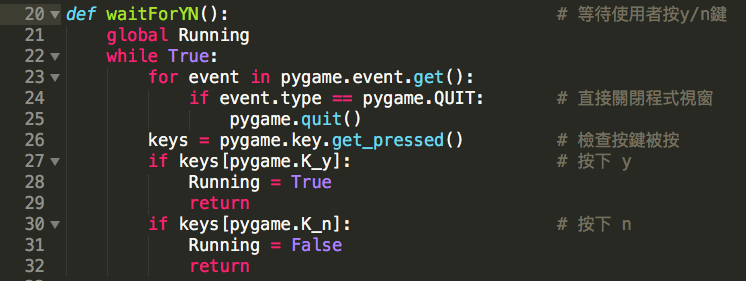 20 def waitForYN(): # 等待使用者按y/n鍵
21 global Running
22 while True:
23 for event in pygame.event.get():
24 if event.type == pygame.QUIT: # 直接關閉程式視窗
25 pygame.quit()
26 keys = pygame.key.get_pressed() # 檢查按鍵被按
27 if keys[pygame.K_y]: # 按下 y
28 Running = True
29 return
30 if keys[pygame.K_n]: # 按下 n
31 Running = False
32 return